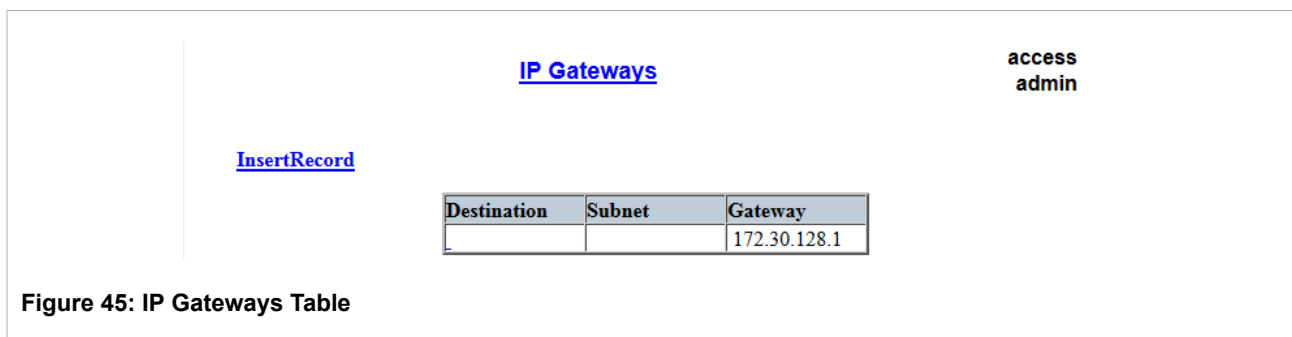 IP Gateways
access
admin
InsertRecord
Destination Subnet Gateway
172.30.128.1
Figure 45: IP Gateways Table